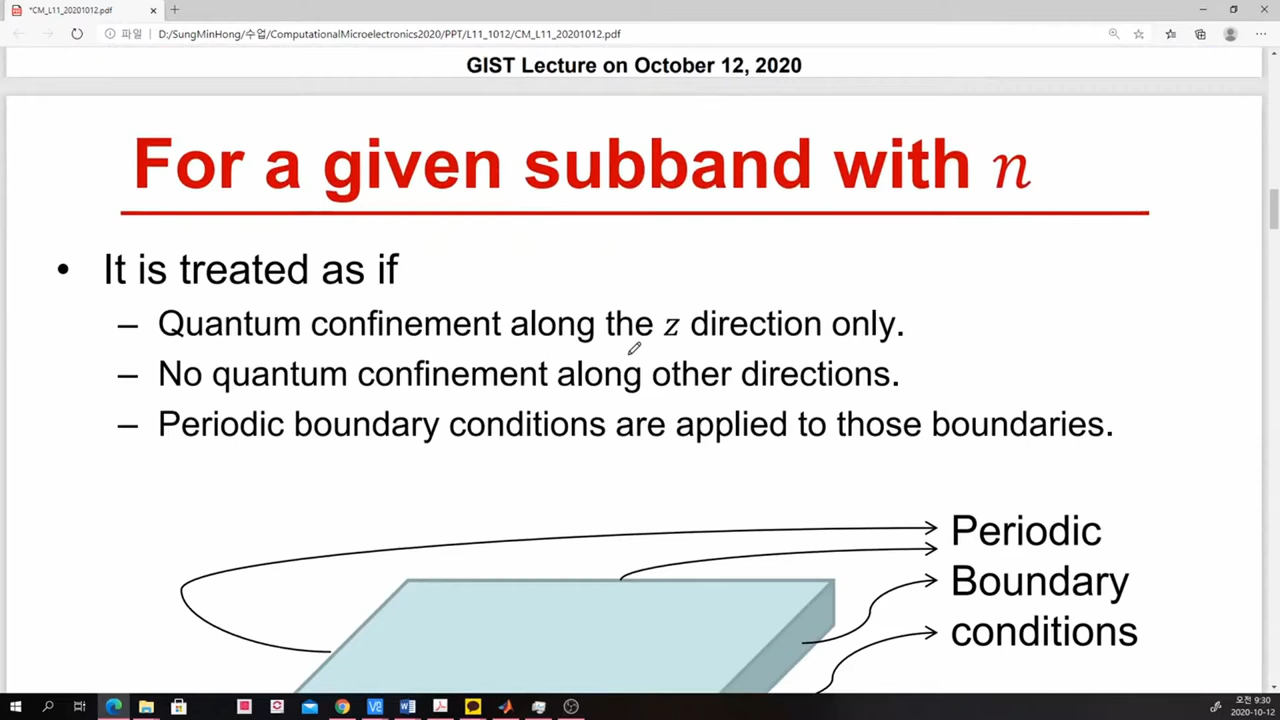 *CM_L11_20201012.pdf
파일 D:/SungMinHong/수업/ComputationalMicroelectronics2020/PPT/L11_1012/CM_L11_20201012.pdf
GIST Lecture on October 12, 2020
For a given subband with n
• It is treated as if
– Quantum confinement along the z direction only.
– No quantum confinement along other directions.
– Periodic boundary conditions are applied to those boundaries.
Periodic
Boundary
conditions
오전 9:30
2020-10-12